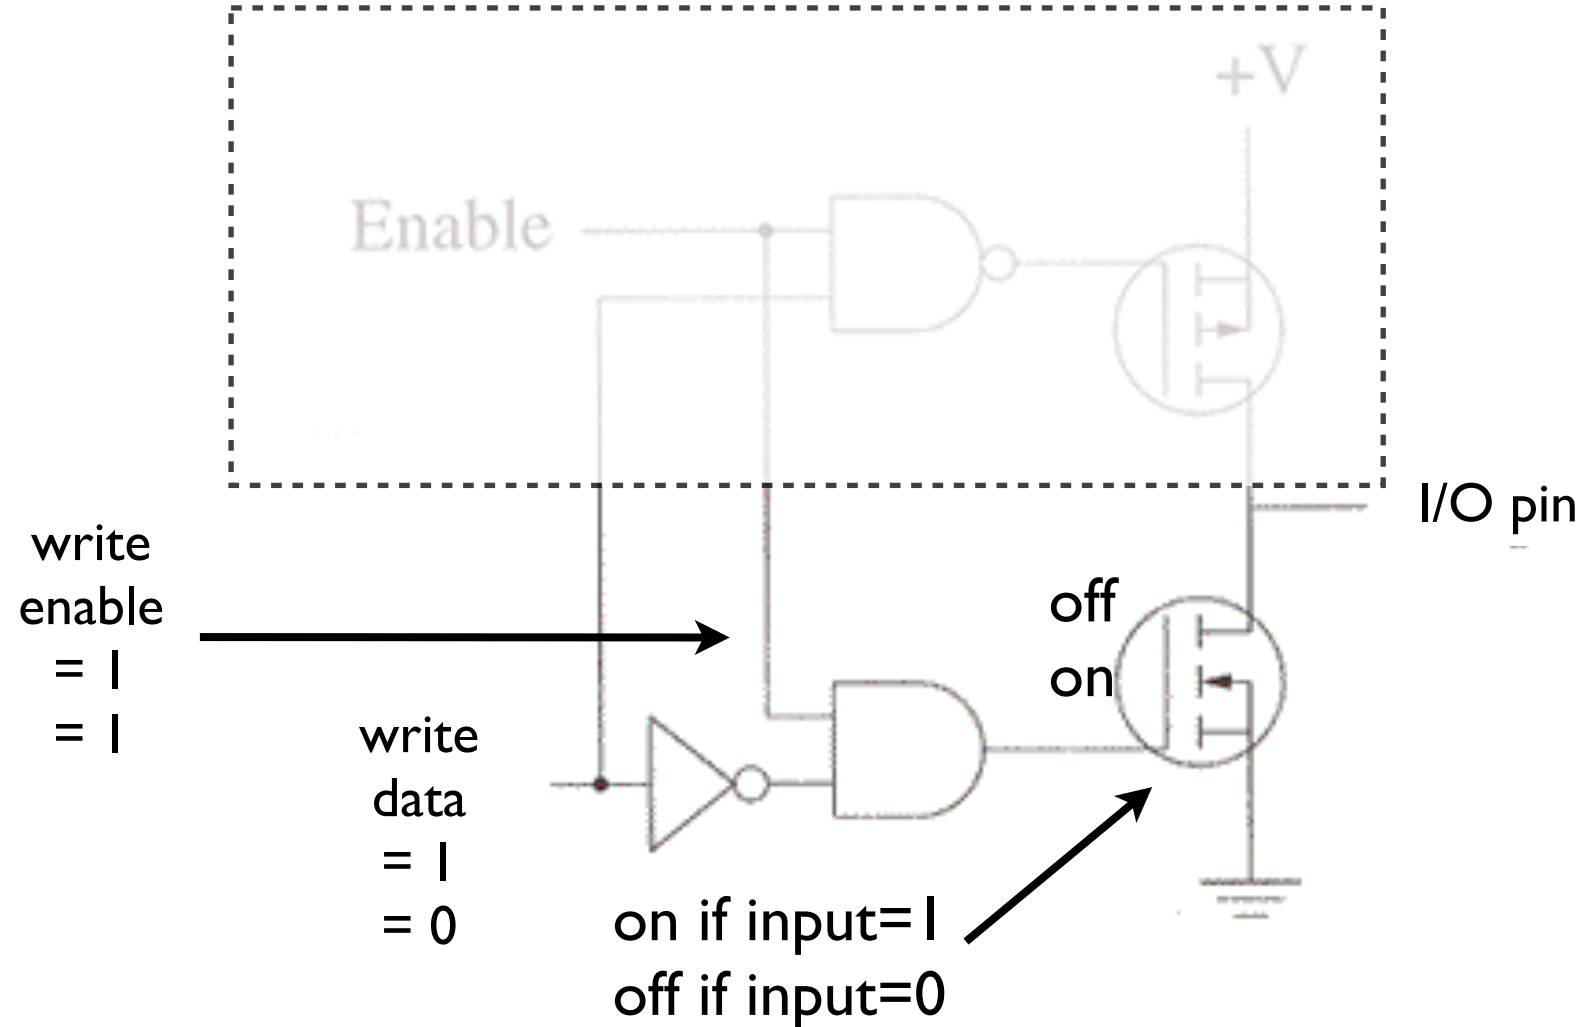 +V
Enable
I/O pin
write
enable
= 1
= 1
off
on
write
data
= 1
= 0
on if input=1
off if input=0